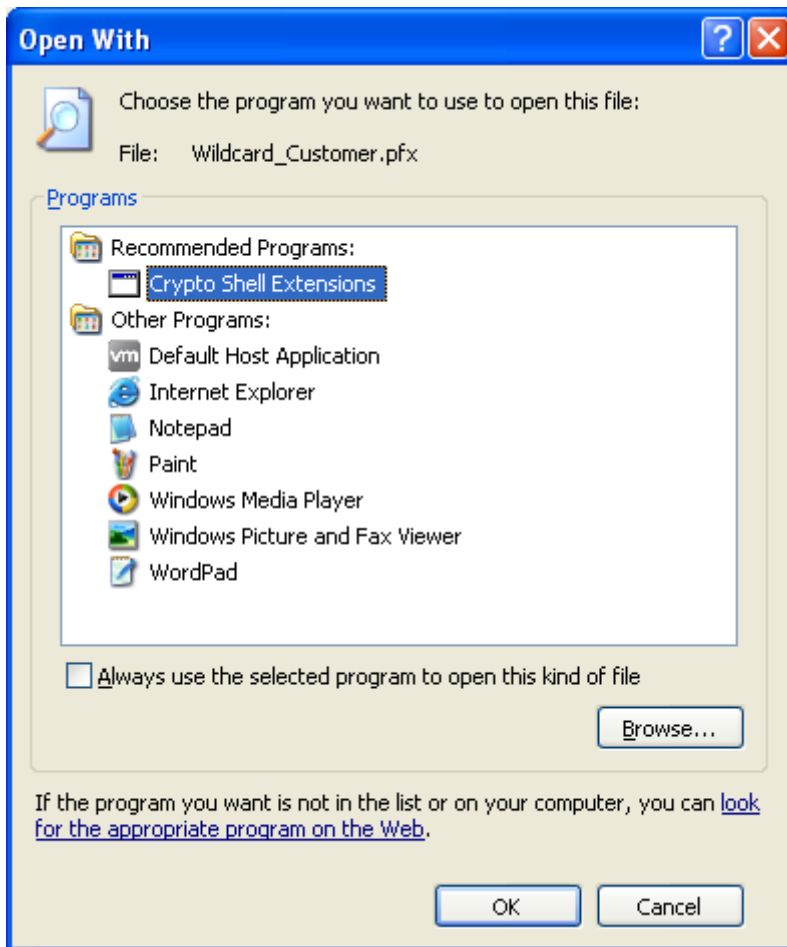 Open With
Choose the program you want to use to open this file:
File: Wildcard_Customer.pfx
Programs
Recommended Programs:
Crypto Shell Extensions
Other Programs:
vm Default Host Application
Internet Explorer
Notepad
Paint
Windows Media Player
Windows Picture and Fax Viewer
WordPad
Always use the selected program to open this kind of file
Browse...
If the program you want is not in the list or on your computer, you can look
for the appropriate program on the Web.
OK Cancel